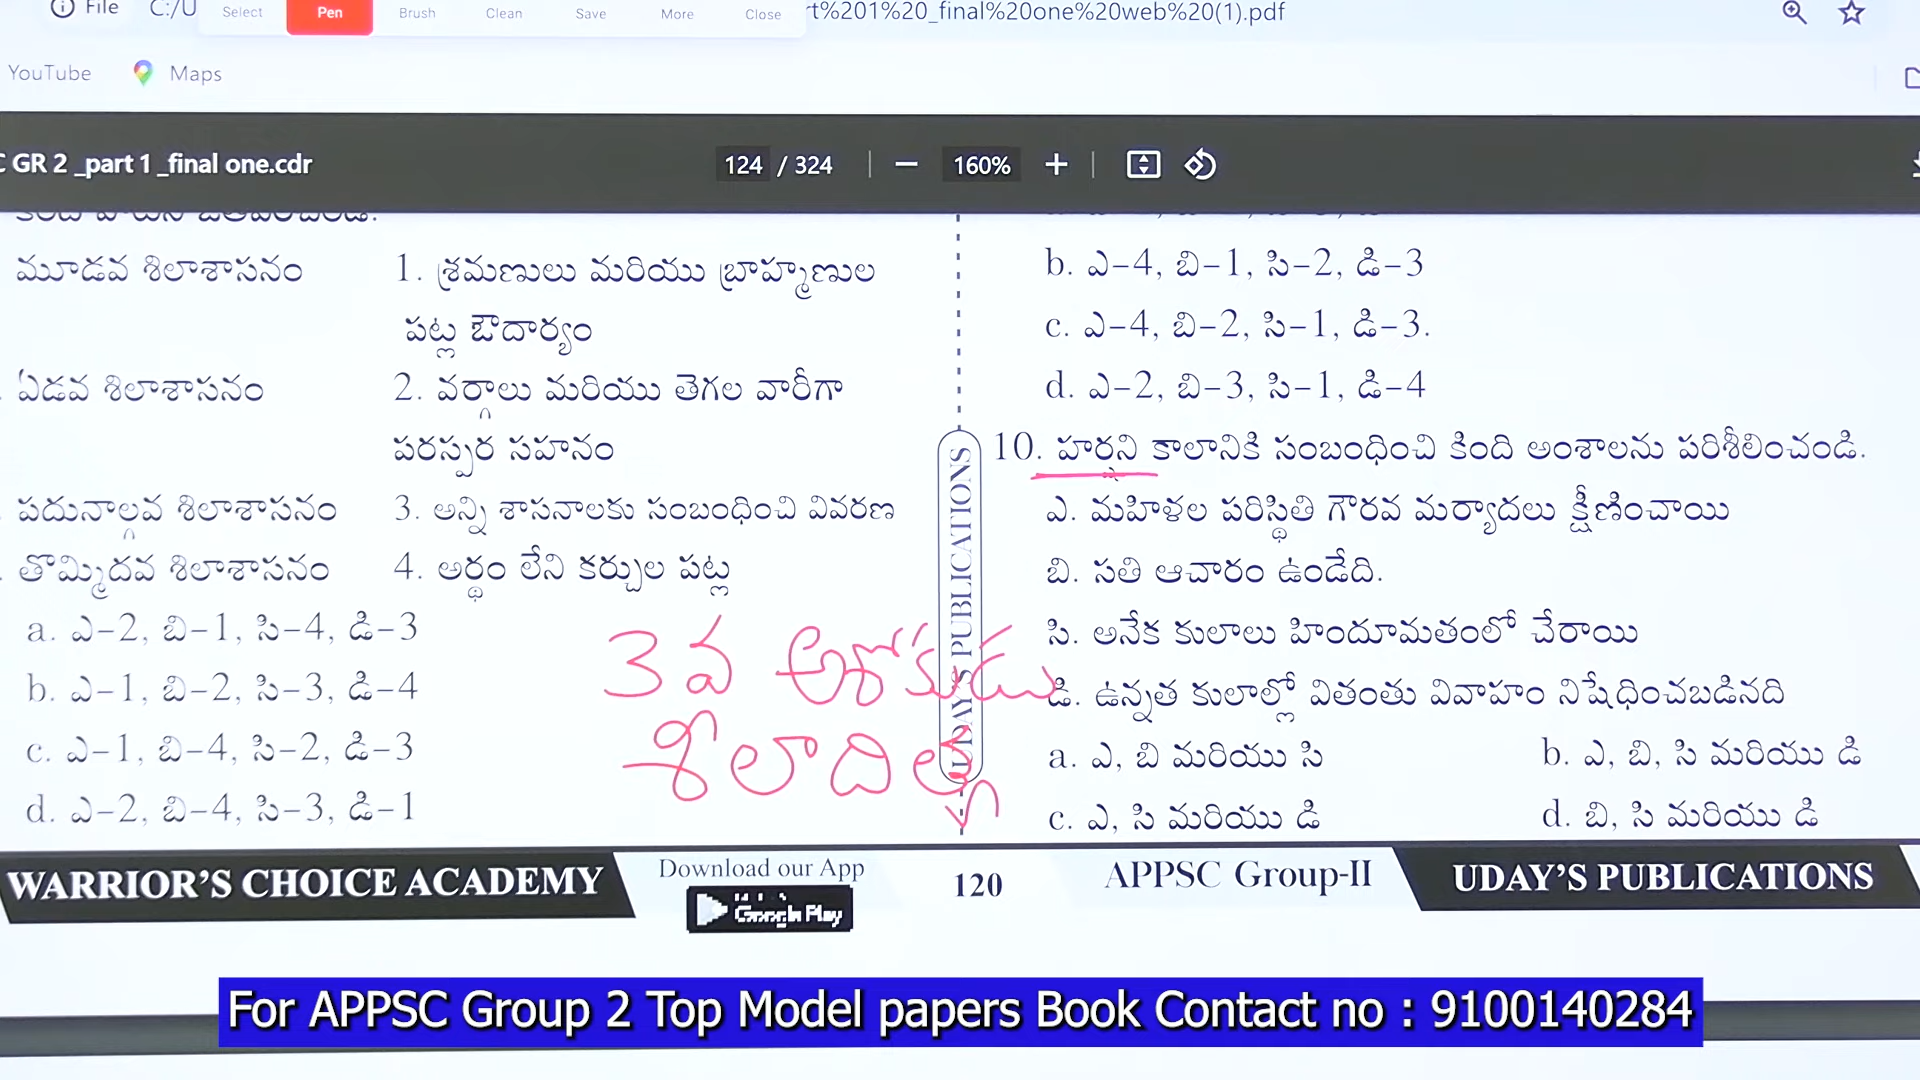 File C:/U Select Pen Brush Clean Save More Close rt%201%20_final%20one%20web%20(1).pdf
YouTube Maps
C GR 2 _part 1 _final one.cdr 124 / 324 160%
మూడవ శిలాశాసనం 1. శ్రమణులు మరియు బ్రాహ్మణుల
పట్ల ఔదార్యం
ఏడవ శిలాశాసనం 2. వర్గాలు మరియు తెగల వారీగా
పరస్పర సహనం
పదునాల్గవ శిలాశాసనం 3. అన్ని శాసనాలకు సంబంధించి వివరణ
తొమ్మిదవ శిలాశాసనం 4. అర్థం లేని కర్చుల పట్ల
a. ఎ-2, బి-1, సి-4, డి-3
b. ఎ-1, బి-2, సి-3, డి-4
c. ఎ-1, బి-4, సి-2, డి-3
d. ఎ-2, బి-4, సి-3, డి-1
3వ అశోకుడు
శీలాదిత్య
UDAY'S PUBLICATIONS
b. ఎ-4, బి-1, సి-2, డి-3
c. ఎ-4, బి-2, సి-1, డి-3.
d. ఎ-2, బి-3, సి-1, డి-4
10. హర్షని కాలానికి సంబంధించి కింది అంశాలను పరిశీలించండి.
ఎ. మహిళల పరిస్థితి గౌరవ మర్యాదలు క్షీణించాయి
బి. సతి ఆచారం ఉండేది.
సి. అనేక కులాలు హిందూమతంలో చేరాయి
డి. ఉన్నత కులాల్లో వితంతు వివాహం నిషేధించబడినది
a. ఎ, బి మరియు సి b. ఎ, బి, సి మరియు డి
c. ఎ, సి మరియు డి d. బి, సి మరియు డి
WARRIOR'S CHOICE ACADEMY Download our App 120 APPSC Group-II UDAY'S PUBLICATIONS
Google Play
For APPSC Group 2 Top Model papers Book Contact no : 9100140284